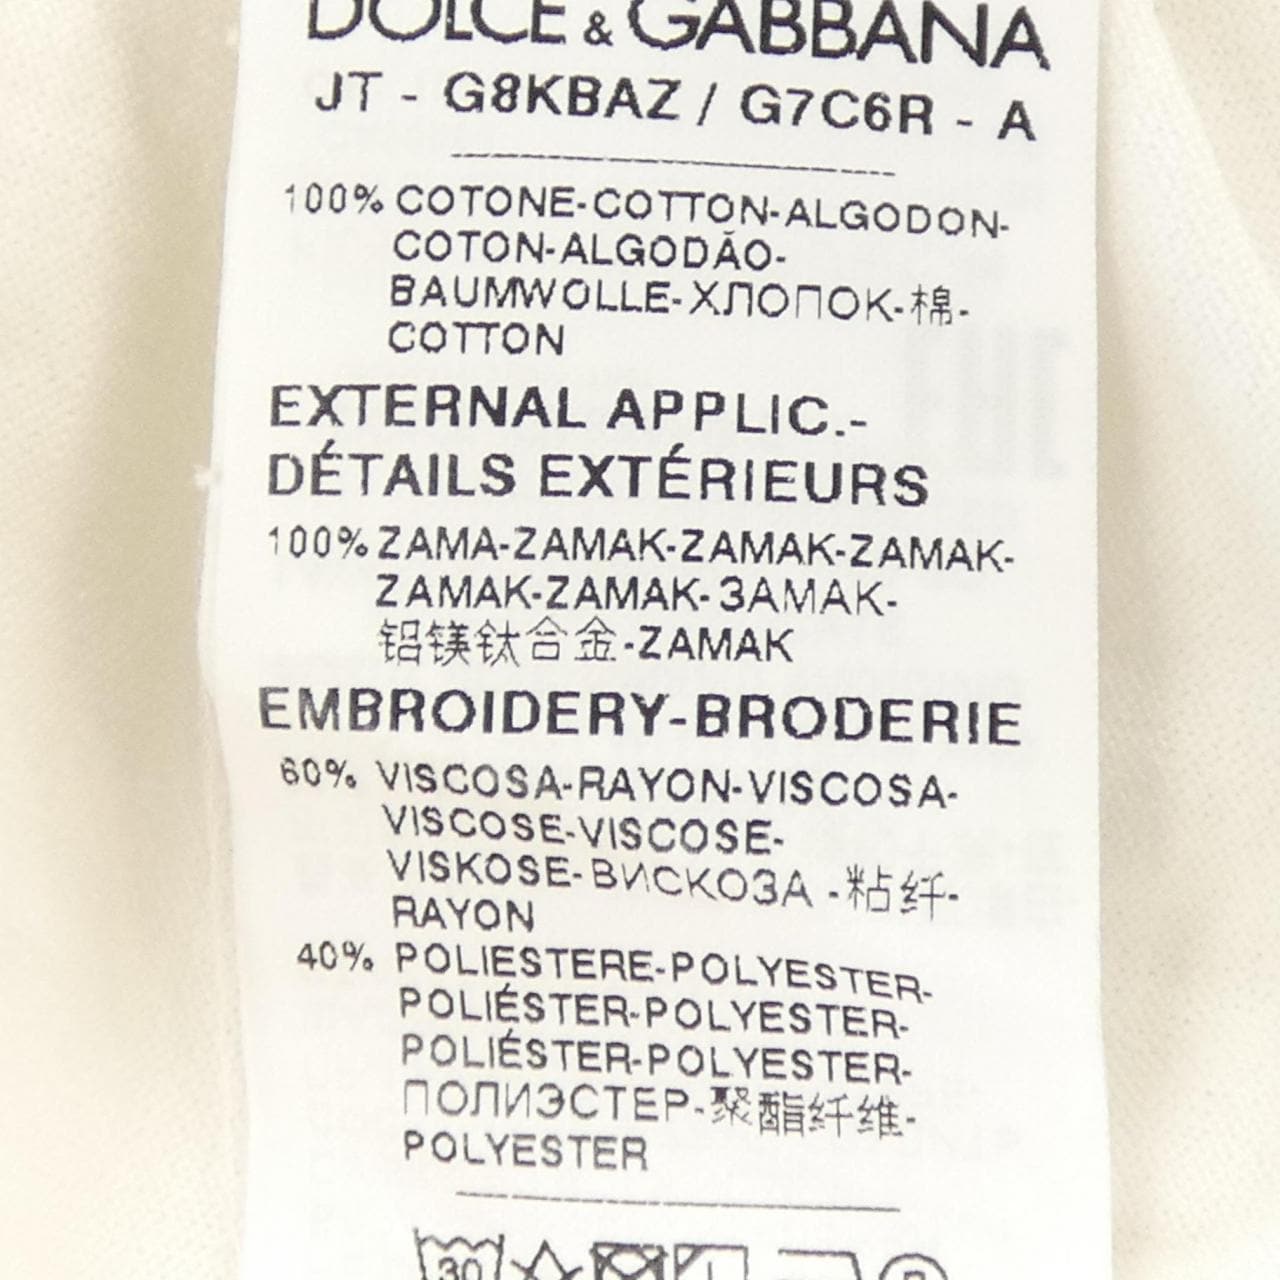 DOLCE & GABBANA
JT - G8KBAZ / G7C6R - A
100% COTONE-COTTON-ALGODON-
COTON-ALGODÃO-
BAUMWOLLE-ХЛОПОК-棉-
COTTON
EXTERNAL APPLIC.-
DÉTAILS EXTÉRIEURS
100% ZAMA-ZAMAK-ZAMAK-ZAMAK-
ZAMAK-ZAMAK-ЗАМАК-
铝镁钛合金-ZAMAK
EMBROIDERY-BRODERIE
60% VISCOSA-RAYON-VISCOSA-
VISCOSE-VISCOSE-
VISKOSE-ВИСКОЗА -粘纤-
RAYON
40% POLIESTERE-POLYESTER-
POLIÉSTER-POLYESTER-
POLIÉSTER-POLYESTER-
ПОЛИЭСТЕР-聚酯纤维-
POLYESTER
30